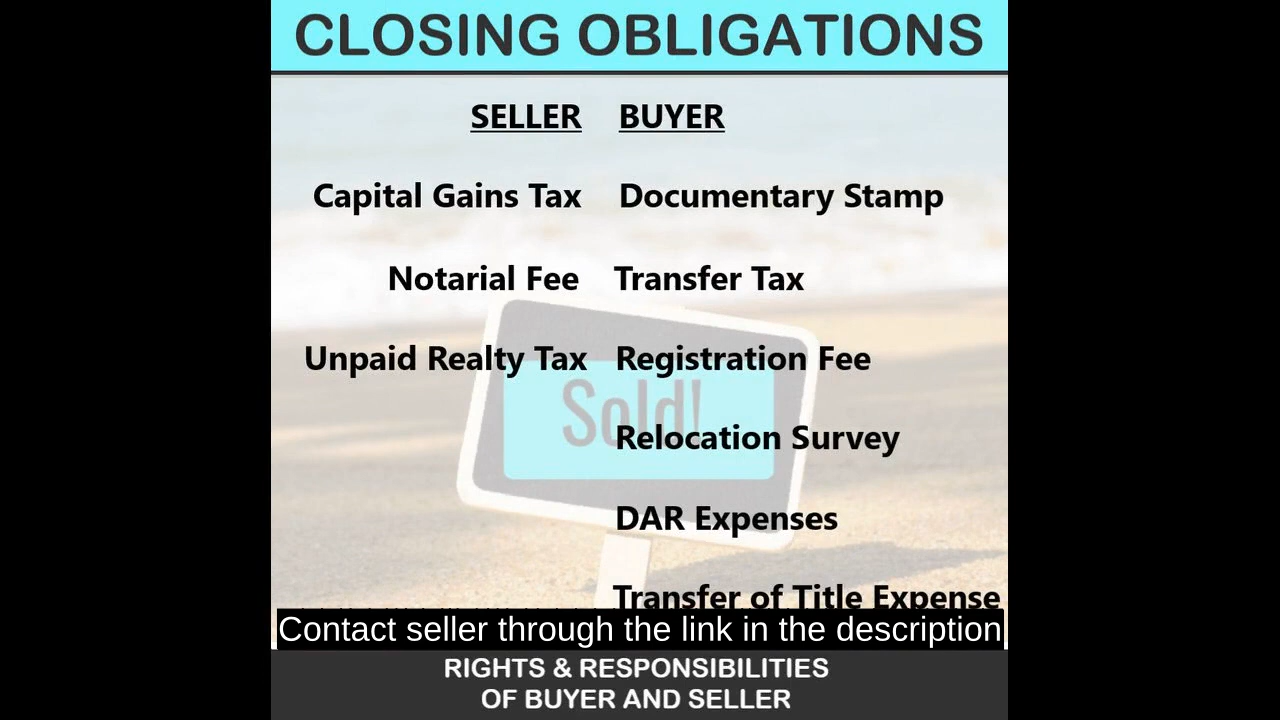 CLOSING OBLIGATIONS
SELLER BUYER
Capital Gains Tax Documentary Stamp
Notarial Fee Transfer Tax
Unpaid Realty Tax Registration Fee
Sold!
Relocation Survey
DAR Expenses
Transfer of Title Expense
Contact seller through the link in the description
RIGHTS & RESPONSIBILITIES
OF BUYER AND SELLER